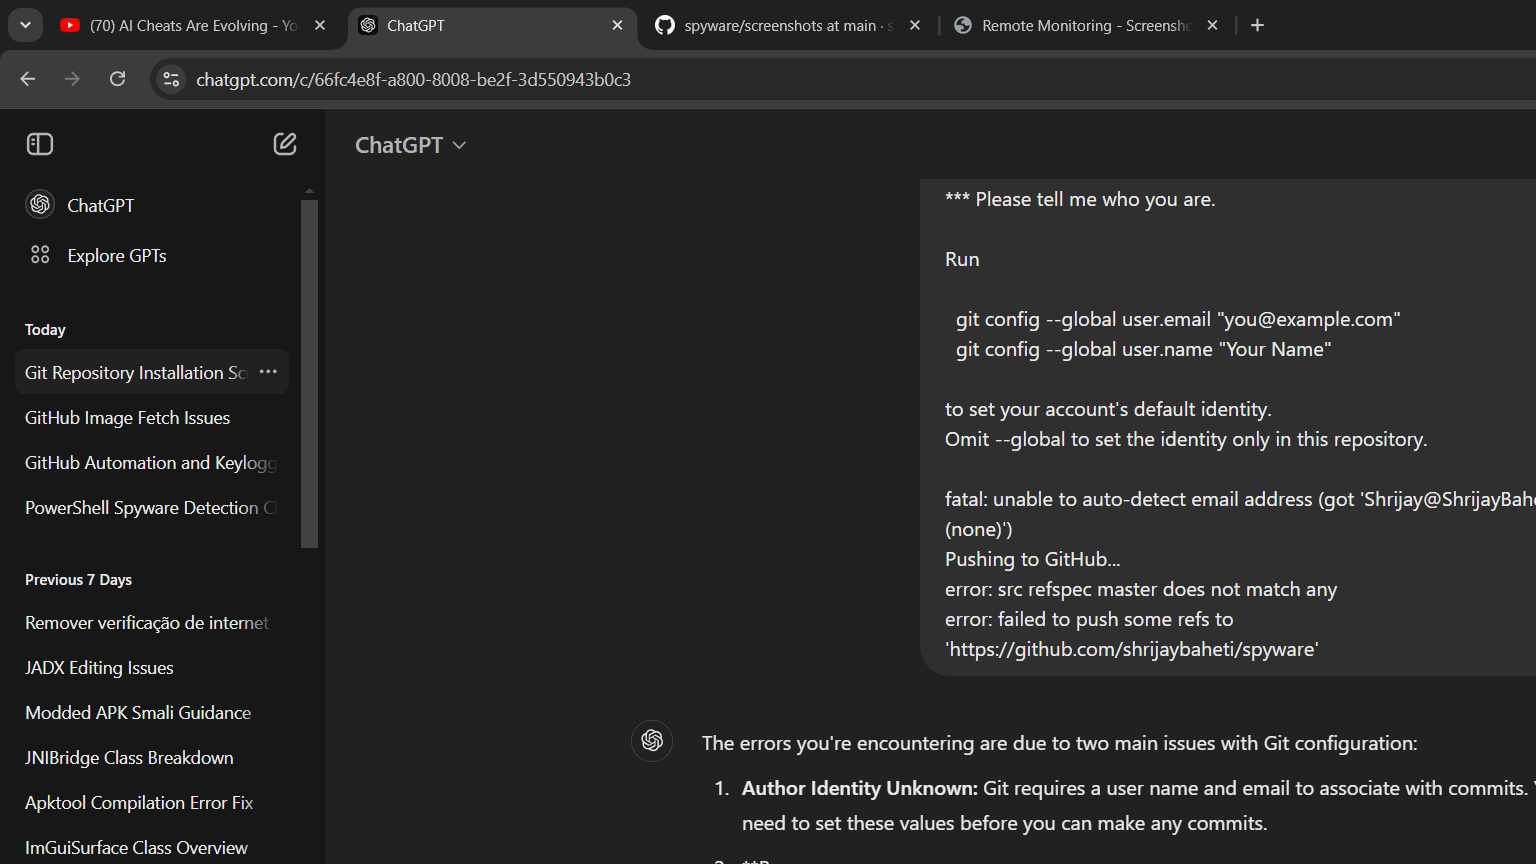 (70) AI Cheats Are Evolving - Yo
ChatGPT
spyware/screenshots at main · s
Remote Monitoring - Screensho
chatgpt.com/c/66fc4e8f-a800-8008-be2f-3d550943b0c3
ChatGPT
ChatGPT
Explore GPTs
Today
Git Repository Installation Sc
GitHub Image Fetch Issues
GitHub Automation and Keylogg
PowerShell Spyware Detection C
Previous 7 Days
Remover verificação de internet
JADX Editing Issues
Modded APK Smali Guidance
JNIBridge Class Breakdown
Apktool Compilation Error Fix
ImGuiSurface Class Overview
*** Please tell me who you are.
Run
git config --global user.email "you@example.com"
git config --global user.name "Your Name"
to set your account's default identity.
Omit --global to set the identity only in this repository.
fatal: unable to auto-detect email address (got 'Shrijay@ShrijayBahe
(none)')
Pushing to GitHub...
error: src refspec master does not match any
error: failed to push some refs to
'https://github.com/shrijaybaheti/spyware'
The errors you're encountering are due to two main issues with Git configuration:
1. Author Identity Unknown: Git requires a user name and email to associate with commits.
need to set these values before you can make any commits.